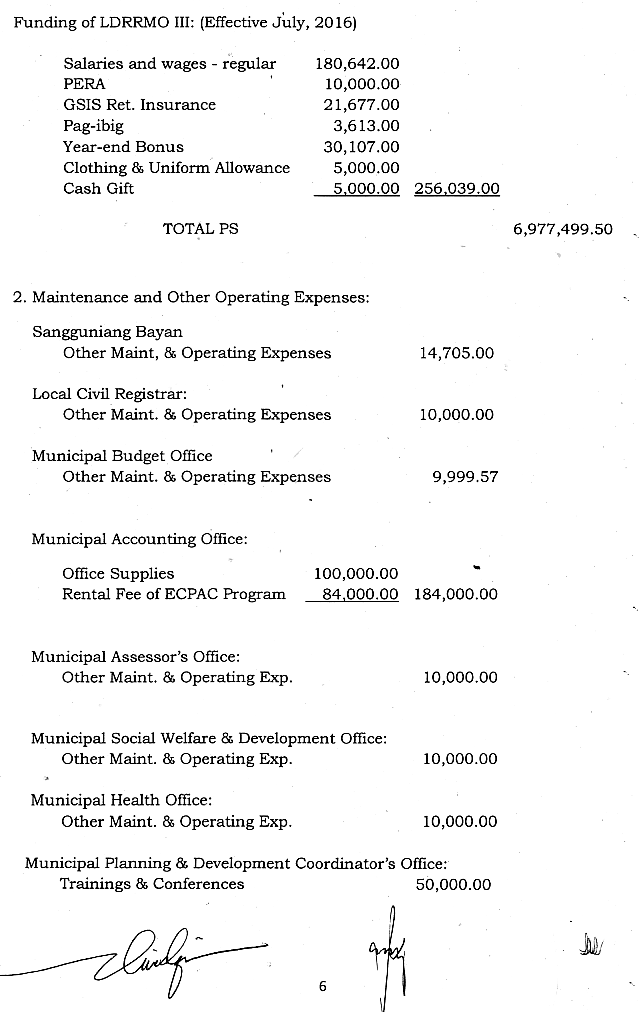 Funding of LDRRMO III: (Effective July, 2016)
Salaries and wages - regular 180,642.00
PERA 10,000.00
GSIS Ret. Insurance 21,677.00
Pag-ibig 3,613.00
Year-end Bonus 30,107.00
Clothing & Uniform Allowance 5,000.00
Cash Gift 5,000.00 256,039.00
TOTAL PS 6,977,499.50
2. Maintenance and Other Operating Expenses:
Sangguniang Bayan
Other Maint, & Operating Expenses 14,705.00
Local Civil Registrar:
Other Maint. & Operating Expenses 10,000.00
Municipal Budget Office
Other Maint. & Operating Expenses 9,999.57
Municipal Accounting Office:
Office Supplies 100,000.00
Rental Fee of ECPAC Program 84,000.00 184,000.00
Municipal Assessor's Office:
Other Maint. & Operating Exp. 10,000.00
Municipal Social Welfare & Development Office:
Other Maint. & Operating Exp. 10,000.00
Municipal Health Office:
Other Maint. & Operating Exp. 10,000.00
Municipal Planning & Development Coordinator's Office:
Trainings & Conferences 50,000.00
6